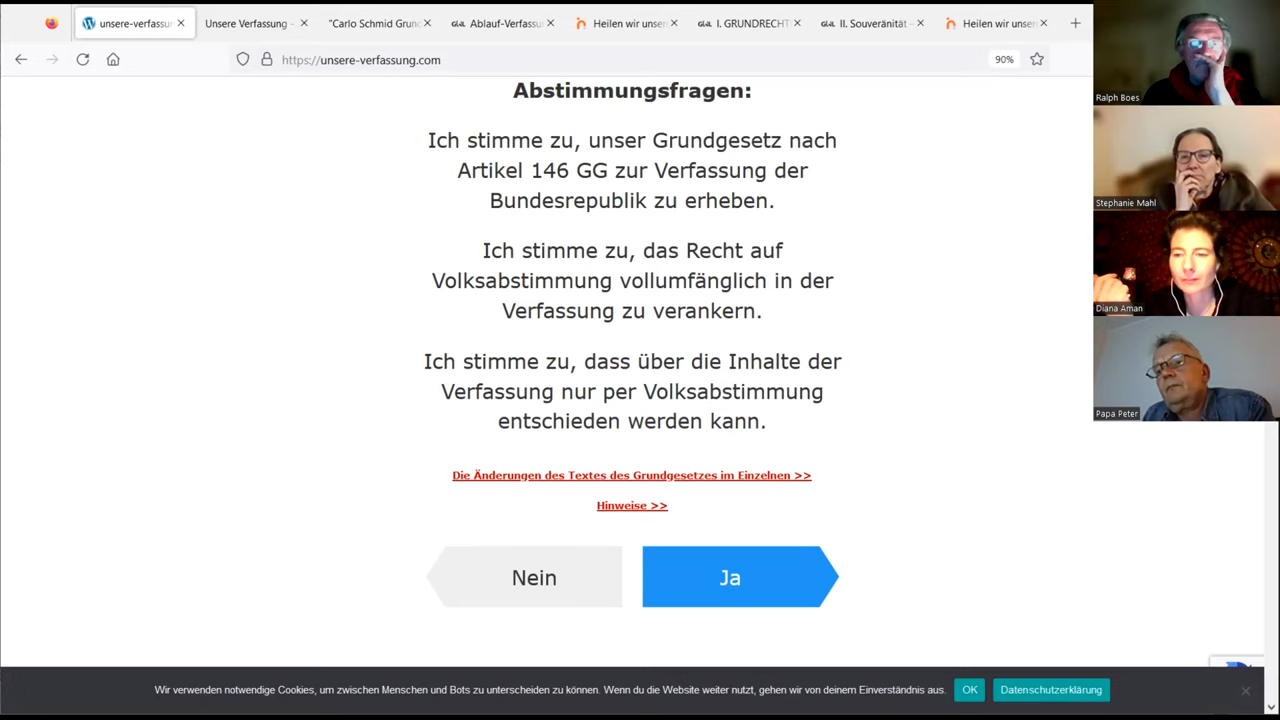 unsere-verfassun
Unsere Verfassung –
"Carlo Schmid Grun
Ablauf-Verfassu
Heilen wir unser
I. GRUNDRECHT
II. Souveränität –
Heilen wir unser
https://unsere-verfassung.com
90%
Abstimmungsfragen:
Ich stimme zu, unser Grundgesetz nach
Artikel 146 GG zur Verfassung der
Bundesrepublik zu erheben.
Ich stimme zu, das Recht auf
Volksabstimmung vollumfänglich in der
Verfassung zu verankern.
Ich stimme zu, dass über die Inhalte der
Verfassung nur per Volksabstimmung
entschieden werden kann.
Die Änderungen des Textes des Grundgesetzes im Einzelnen >>
Hinweise >>
Nein
Ja
Wir verwenden notwendige Cookies, um zwischen Menschen und Bots zu unterscheiden zu können. Wenn du die Website weiter nutzt, gehen wir von deinem Einverständnis aus.
OK
Datenschutzerklärung
Ralph Boes
Stephanie Mahl
Diana Aman
Papa Peter